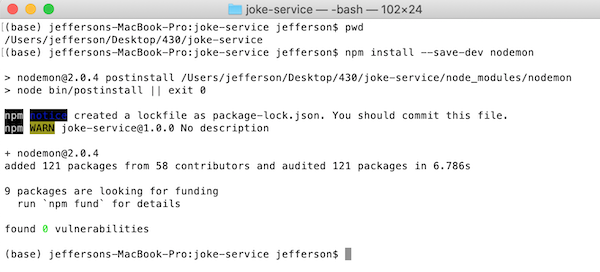 joke-service — -bash — 102×24
(base) jeffersons-MacBook-Pro:joke-service jefferson$ pwd
/Users/jefferson/Desktop/430/joke-service
(base) jeffersons-MacBook-Pro:joke-service jefferson$ npm install --save-dev nodemon
> nodemon@2.0.4 postinstall /Users/jefferson/Desktop/430/joke-service/node_modules/nodemon
> node bin/postinstall || exit 0
npm notice created a lockfile as package-lock.json. You should commit this file.
npm WARN joke-service@1.0.0 No description
+ nodemon@2.0.4
added 121 packages from 58 contributors and audited 121 packages in 6.786s
9 packages are looking for funding
  run `npm fund` for details
found 0 vulnerabilities
(base) jeffersons-MacBook-Pro:joke-service jefferson$